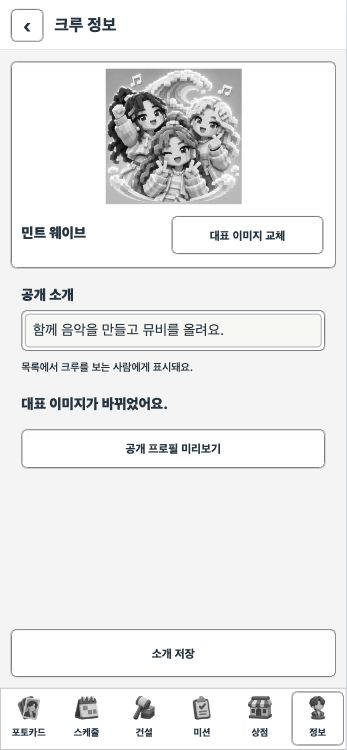 크루 정보
민트 웨이브
대표 이미지 교체
공개 소개
함께 음악을 만들고 뮤비를 올려요.
목록에서 크루를 보는 사람에게 표시돼요.
대표 이미지가 바뀌었어요.
공개 프로필 미리보기
소개 저장
포토카드
스케줄
건설
미션
상점
정보